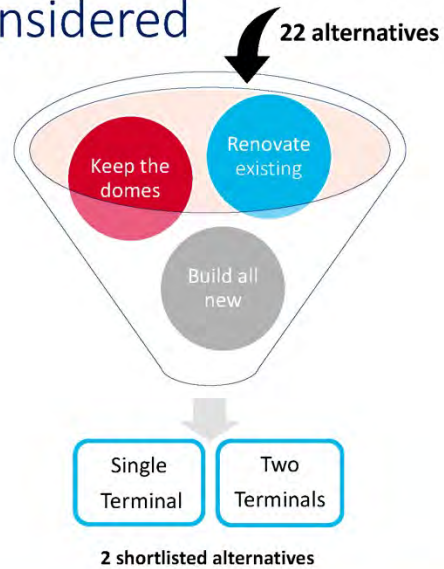 nsidered
22 alternatives
Keep the
domes
Renovate
existing
Build all
new
Single
Terminal
Two
Terminals
2 shortlisted alternatives